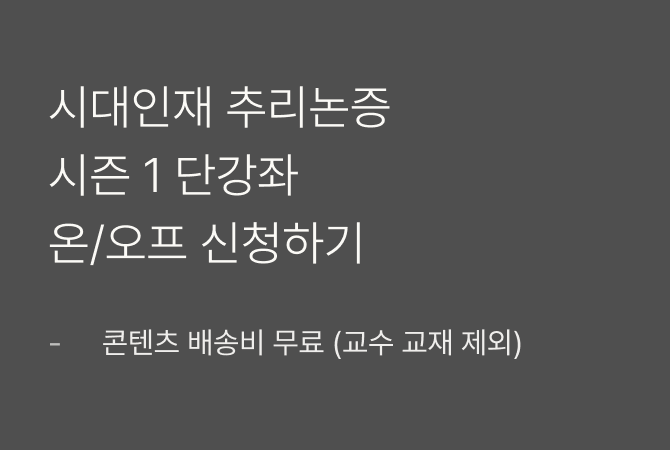 시대인재 추리논증
시즌 1 단강좌
온/오프 신청하기
- 콘텐츠 배송비 무료 (교수 교재 제외)